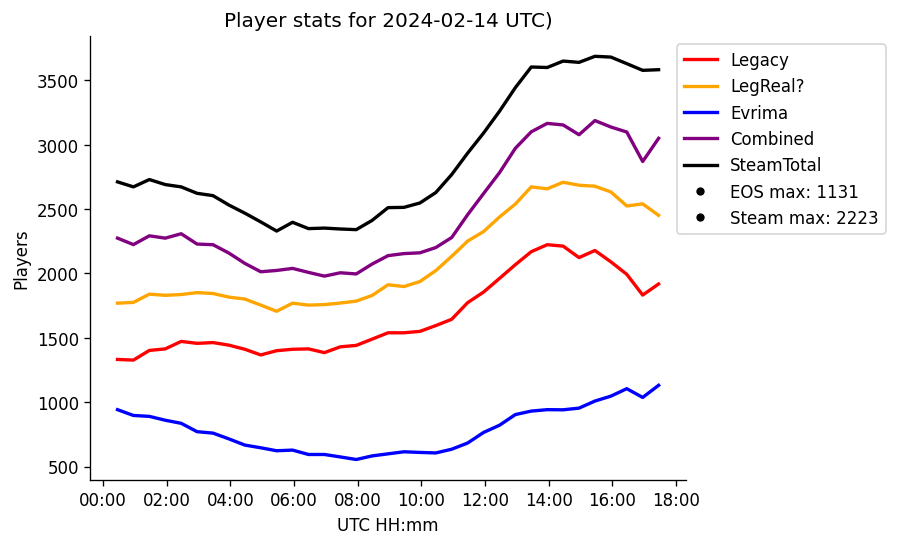 Player stats for 2024-02-14 UTC)
Players
3500
3000
2500
2000
1500
1000
500
00:00 02:00 04:00 06:00 08:00 10:00 12:00 14:00 16:00 18:00
UTC HH:mm
Legacy
LegReal?
Evrima
Combined
SteamTotal
EOS max: 1131
Steam max: 2223